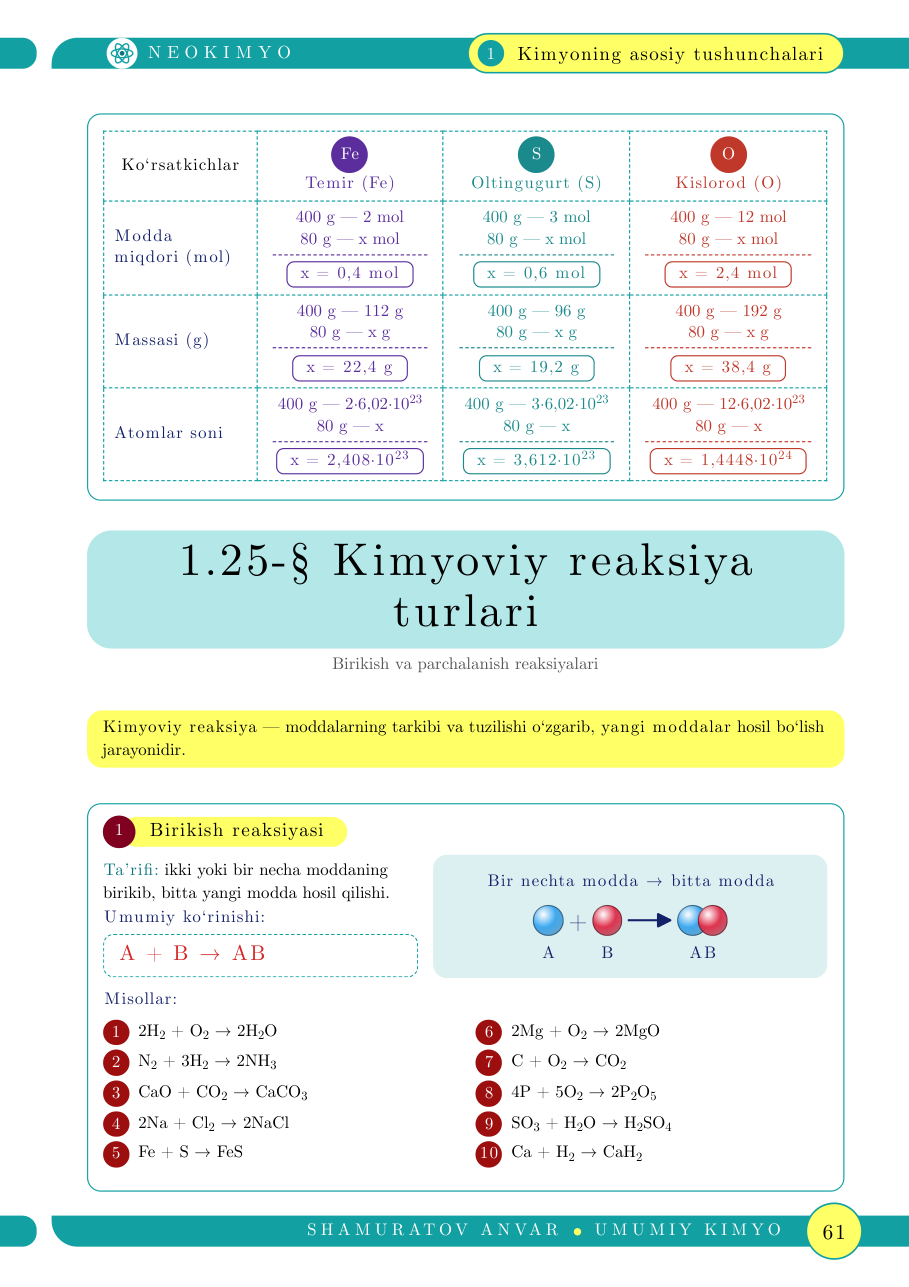 NEOKIMYO
1 Kimyoning asosiy tushunchalari
Ko‘rsatkichlar
Fe
Temir (Fe)
S
Oltingugurt (S)
O
Kislorod (O)
Modda
miqdori (mol)
400 g — 2 mol
80 g — x mol
x = 0,4 mol
400 g — 3 mol
80 g — x mol
x = 0,6 mol
400 g — 12 mol
80 g — x mol
x = 2,4 mol
Massasi (g)
400 g — 112 g
80 g — x g
x = 22,4 g
400 g — 96 g
80 g — x g
x = 19,2 g
400 g — 192 g
80 g — x g
x = 38,4 g
Atomlar soni
400 g — 2·6,02·10²³
80 g — x
x = 2,408·10²³
400 g — 3·6,02·10²³
80 g — x
x = 3,612·10²³
400 g — 12·6,02·10²³
80 g — x
x = 1,4448·10²⁴
1.25-§ Kimyoviy reaksiya
turlari
Birikish va parchalanish reaksiyalari
Kimyoviy reaksiya — moddalarning tarkibi va tuzilishi o‘zgarib, yangi moddalar hosil bo‘lish
jarayonidir.
1 Birikish reaksiyasi
Ta’rifi: ikki yoki bir necha moddaning
birikib, bitta yangi modda hosil qilishi.
Umumiy ko‘rinishi:
A + B → AB
Bir nechta modda → bitta modda
+
A B AB
Misollar:
1 2H₂ + O₂ → 2H₂O
2 N₂ + 3H₂ → 2NH₃
3 CaO + CO₂ → CaCO₃
4 2Na + Cl₂ → 2NaCl
5 Fe + S → FeS
6 2Mg + O₂ → 2MgO
7 C + O₂ → CO₂
8 4P + 5O₂ → 2P₂O₅
9 SO₃ + H₂O → H₂SO₄
10 Ca + H₂ → CaH₂
SHAMURATOV ANVAR • UMUMIY KIMYO
61